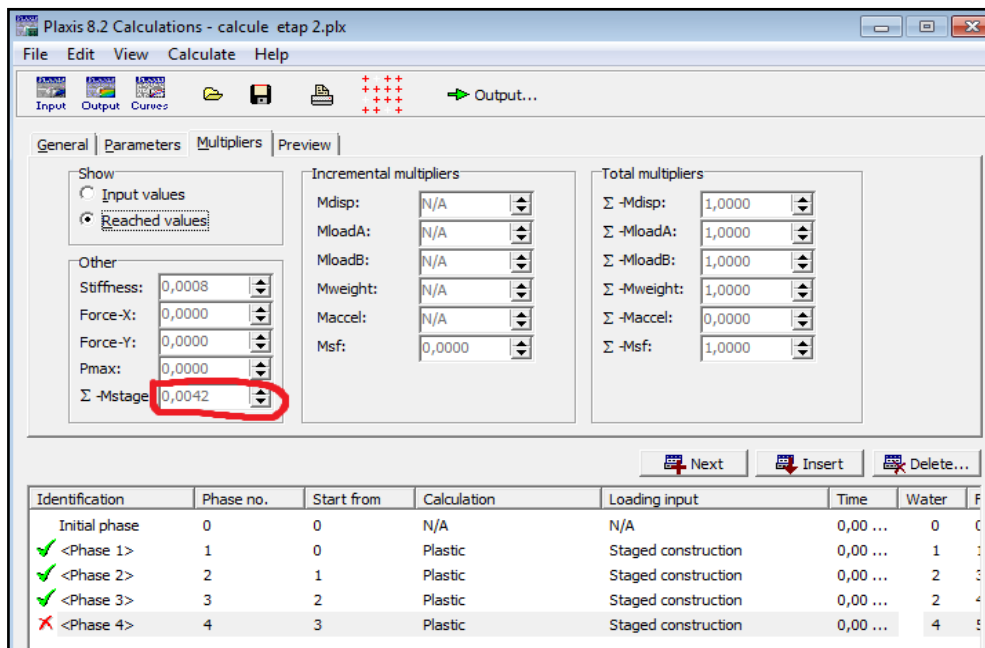 Plaxis 8.2 Calculations - calcule etap 2.plx
File Edit View Calculate Help
Input Output Curves Output...
General Parameters Multipliers Preview
Show
Input values
Reached values
Other
Stiffness: 0,0008
Force-X: 0,0000
Force-Y: 0,0000
Pmax: 0,0000
Σ -Mstage 0,0042
Incremental multipliers
Mdisp: N/A
MloadA: N/A
MloadB: N/A
Mweight: N/A
Maccel: N/A
Msf: 0,0000
Total multipliers
Σ -Mdisp: 1,0000
Σ -MloadA: 1,0000
Σ -MloadB: 1,0000
Σ -Mweight: 1,0000
Σ -Maccel: 0,0000
Σ -Msf: 1,0000
Next Insert Delete...
Identification Phase no. Start from Calculation Loading input Time Water F
Initial phase 0 0 N/A N/A 0,00 ... 0
<Phase 1> 1 0 Plastic Staged construction 0,00 ... 1
<Phase 2> 2 1 Plastic Staged construction 0,00 ... 2
<Phase 3> 3 2 Plastic Staged construction 0,00 ... 2
<Phase 4> 4 3 Plastic Staged construction 0,00 ... 4